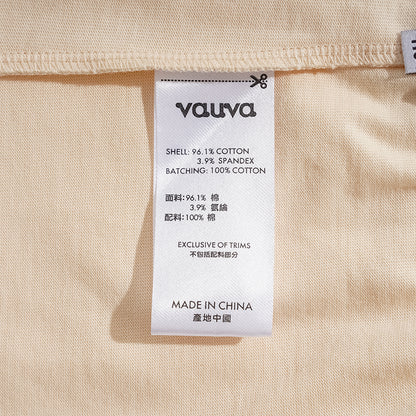 vauva
SHELL: 96.1% COTTON
3.9% SPANDEX
BATCHING: 100% COTTON
面料:96.1% 棉
3.9% 氨綸
配料:100% 棉
EXCLUSIVE OF TRIMS
不包括配料部分
MADE IN CHINA
產地中國